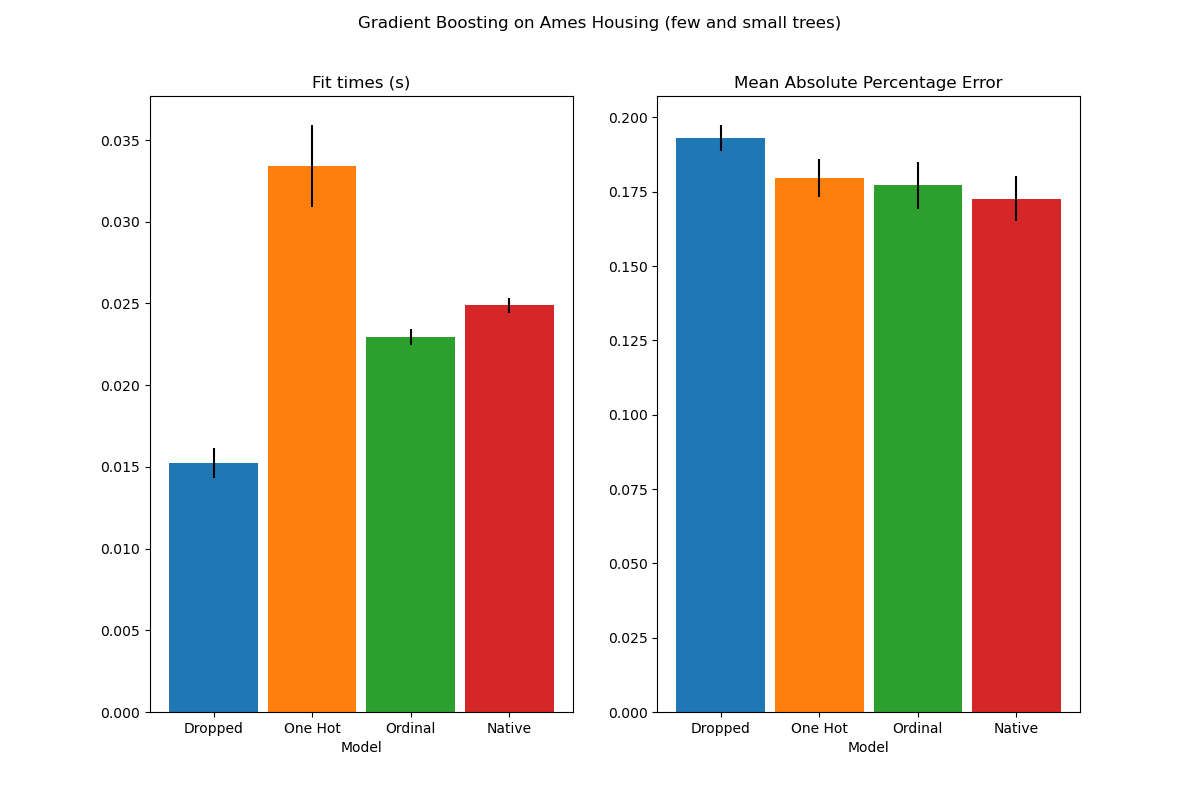 Gradient Boosting on Ames Housing (few and small trees)
Fit times (s)
0.035
0.030
0.025
0.020
0.015
0.010
0.005
0.000
Dropped One Hot Ordinal Native
Model
Mean Absolute Percentage Error
0.200
0.175
0.150
0.125
0.100
0.075
0.050
0.025
0.000
Dropped One Hot Ordinal Native
Model